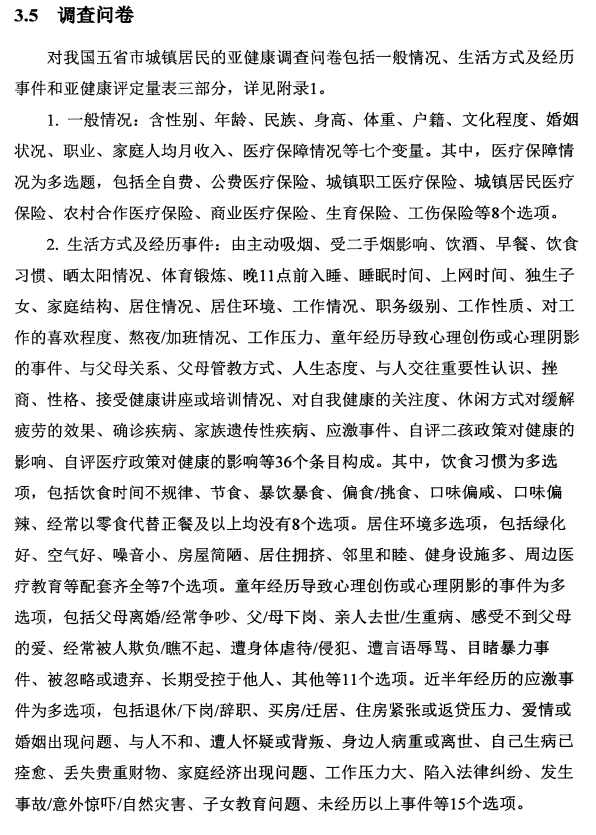 3.5 调查问卷
对我国五省市城镇居民的亚健康调查问卷包括一般情况、生活方式及经历
事件和亚健康评定量表三部分，详见附录1。
1. 一般情况：含性别、年龄、民族、身高、体重、户籍、文化程度、婚姻
状况、职业、家庭人均月收入、医疗保障情况等七个变量。其中，医疗保障情
况为多选题，包括全自费、公费医疗保险、城镇职工医疗保险、城镇居民医疗
保险、农村合作医疗保险、商业医疗保险、生育保险、工伤保险等8个选项。
2. 生活方式及经历事件：由主动吸烟、受二手烟影响、饮酒、早餐、饮食
习惯、晒太阳情况、体育锻炼、晚11点前入睡、睡眠时间、上网时间、独生子
女、家庭结构、居住情况、居住环境、工作情况、职务级别、工作性质、对工
作的喜欢程度、熬夜/加班情况、工作压力、童年经历导致心理创伤或心理阴影
的事件、与父母关系、父母管教方式、人生态度、与人交往重要性认识、挫
商、性格、接受健康讲座或培训情况、对自我健康的关注度、休闲方式对缓解
疲劳的效果、确诊疾病、家族遗传性疾病、应激事件、自评二孩政策对健康的
影响、自评医疗政策对健康的影响等36个条目构成。其中，饮食习惯为多选
项，包括饮食时间不规律、节食、暴饮暴食、偏食/挑食、口味偏咸、口味偏
辣、经常以零食代替正餐及以上均没有8个选项。居住环境多选项，包括绿化
好、空气好、噪音小、房屋简陋、居住拥挤、邻里和睦、健身设施多、周边医
疗教育等配套齐全等7个选项。童年经历导致心理创伤或心理阴影的事件为多
选项，包括父母离婚/经常争吵、父/母下岗、亲人去世/生重病、感受不到父母
的爱、经常被人欺负/瞧不起、遭身体虐待/侵犯、遭言语辱骂、目睹暴力事
件、被忽略或遗弃、长期受控于他人、其他等11个选项。近半年经历的应激事
件为多选项，包括退休/下岗/辞职、买房/迁居、住房紧张或返贷压力、爱情或
婚姻出现问题、与人不和、遭人怀疑或背叛、身边人病重或离世、自己生病已
痊愈、丢失贵重财物、家庭经济出现问题、工作压力大、陷入法律纠纷、发生
事故/意外惊吓/自然灾害、子女教育问题、未经历以上事件等15个选项。